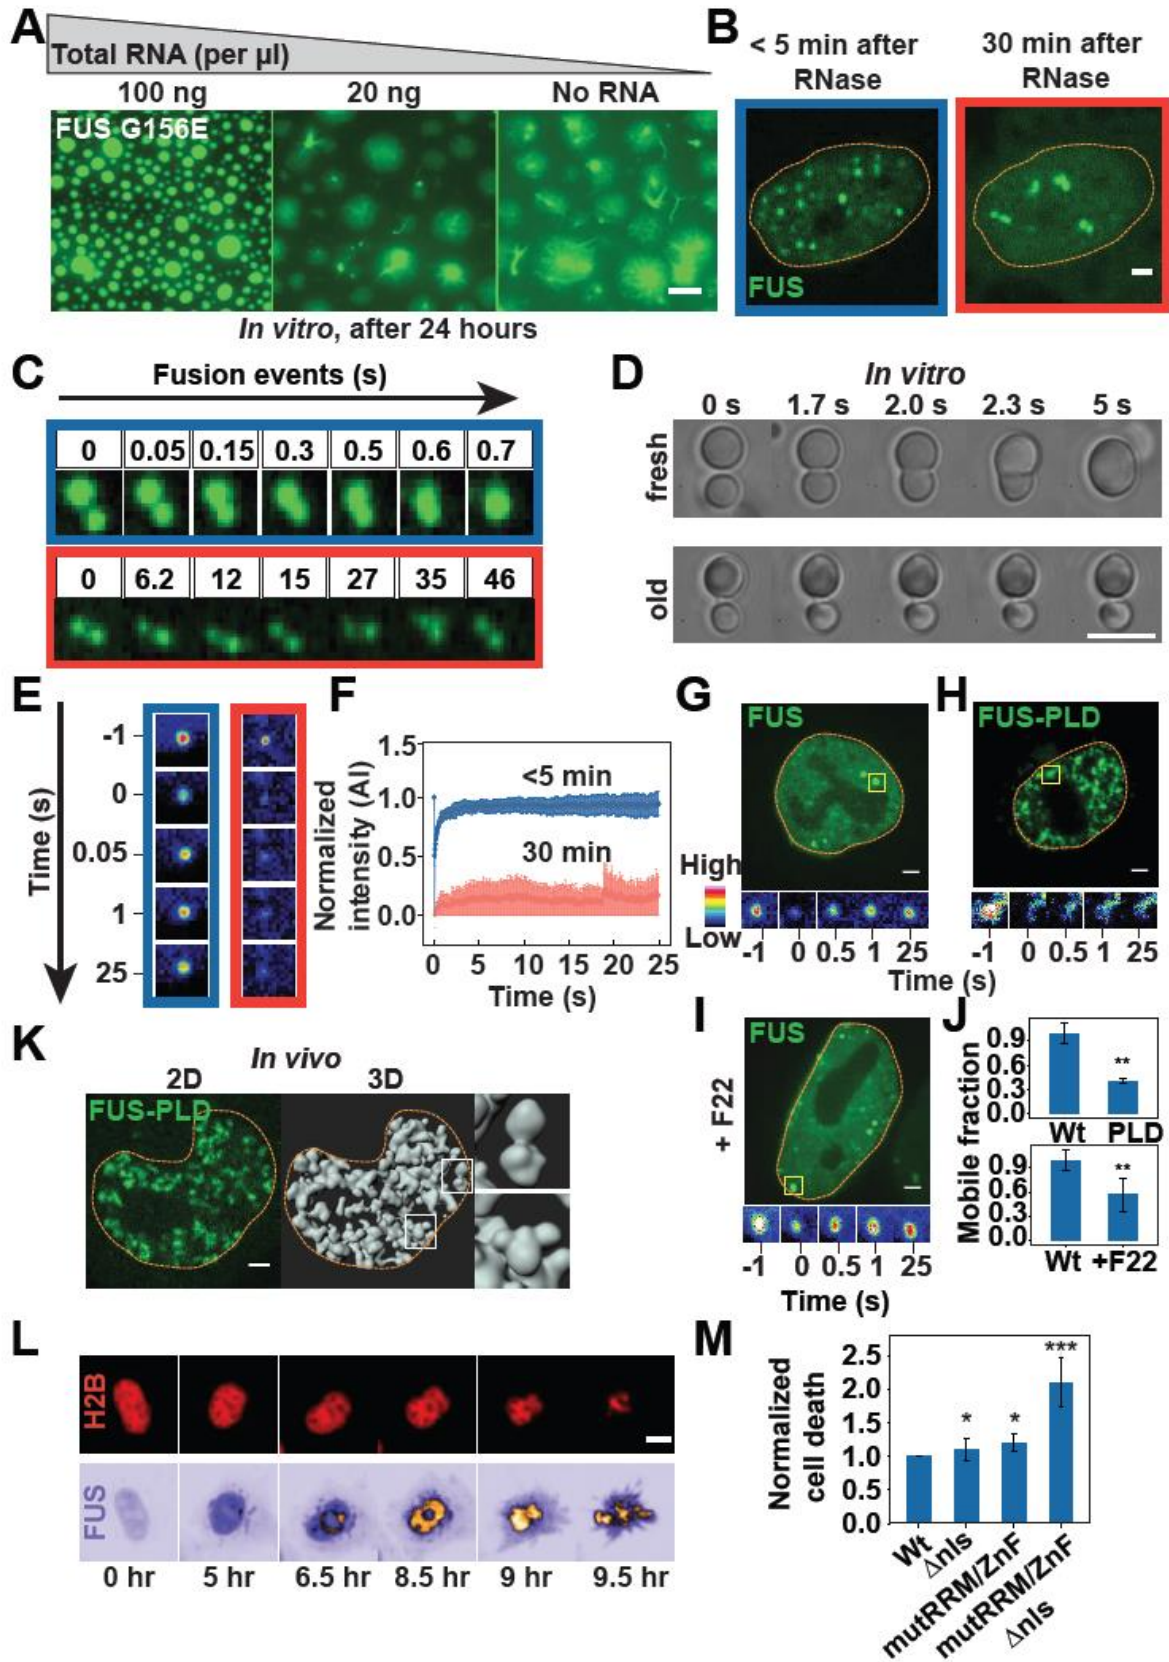 A
Total RNA (per µl)
100 ng 20 ng No RNA
FUS G156E
In vitro, after 24 hours
B
< 5 min after
RNase
30 min after
RNase
FUS
C
Fusion events (s)
0 0.05 0.15 0.3 0.5 0.6 0.7
0 6.2 12 15 27 35 46
D
In vitro
0 s 1.7 s 2.0 s 2.3 s 5 s
fresh
old
E
Time (s)
-1
0
0.05
1
25
F
Normalized
intensity (AI)
1.5
1.0
0.5
0.0
<5 min
30 min
0 5 10 15 20 25
Time (s)
G
FUS
High
Low
-1 0 0.5 1 25
H
FUS-PLD
-1 0 0.5 1 25
Time (s)
I
FUS
+ F22
-1 0 0.5 1 25
Time (s)
J
Mobile fraction
0.9
0.6
0.3
0.0
**
Wt PLD
0.9
0.6
0.3
0.0
**
Wt +F22
K
In vivo
2D 3D
FUS-PLD
L
H2B
FUS
0 hr 5 hr 6.5 hr 8.5 hr 9 hr 9.5 hr
M
Normalized
cell death
2.5
2.0
1.5
1.0
0.5
0.0
* * ***
Wt
Δnls
mutRRM/ZnF
mutRRM/ZnF
Δnls